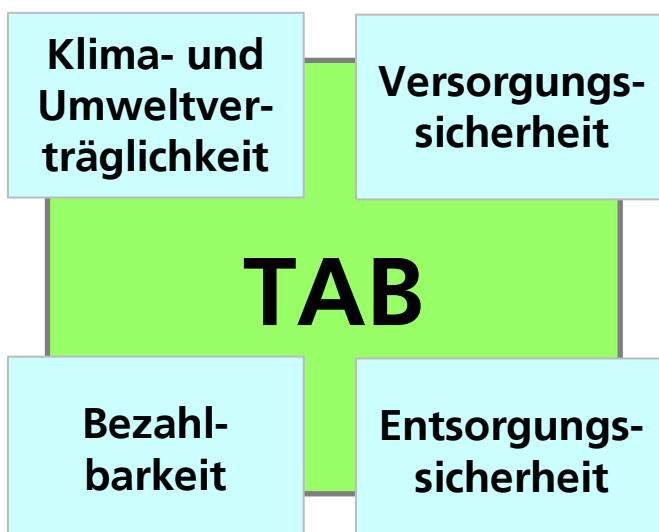 Klima- und
Umweltver-
träglichkeit
Versorgungs-
sicherheit
TAB
Bezahl-
barkeit
Entsorgungs-
sicherheit